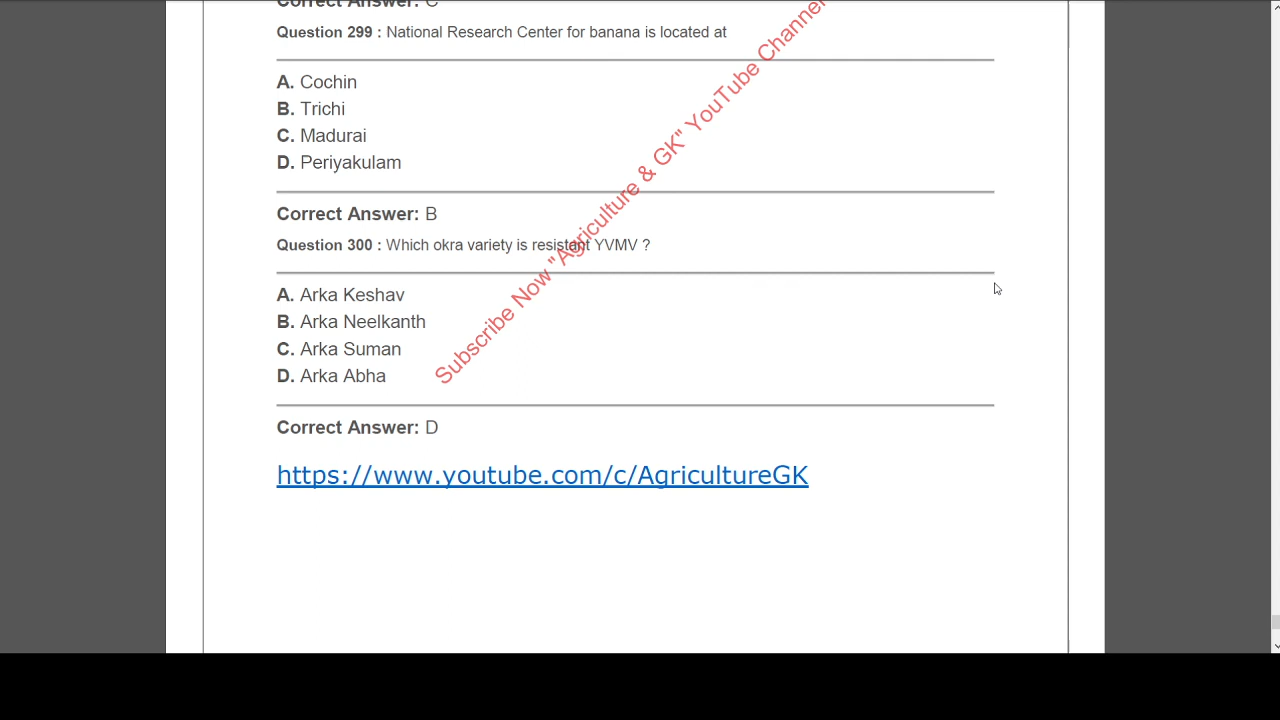 Correct Answer: C
Question 299 : National Research Center for banana is located at
A. Cochin
B. Trichi
C. Madurai
D. Periyakulam
Correct Answer: B
Question 300 : Which okra variety is resistant YVMV ?
A. Arka Keshav
B. Arka Neelkanth
C. Arka Suman
D. Arka Abha
Correct Answer: D
https://www.youtube.com/c/AgricultureGK
Subscribe Now "Agriculture & GK" YouTube Channel